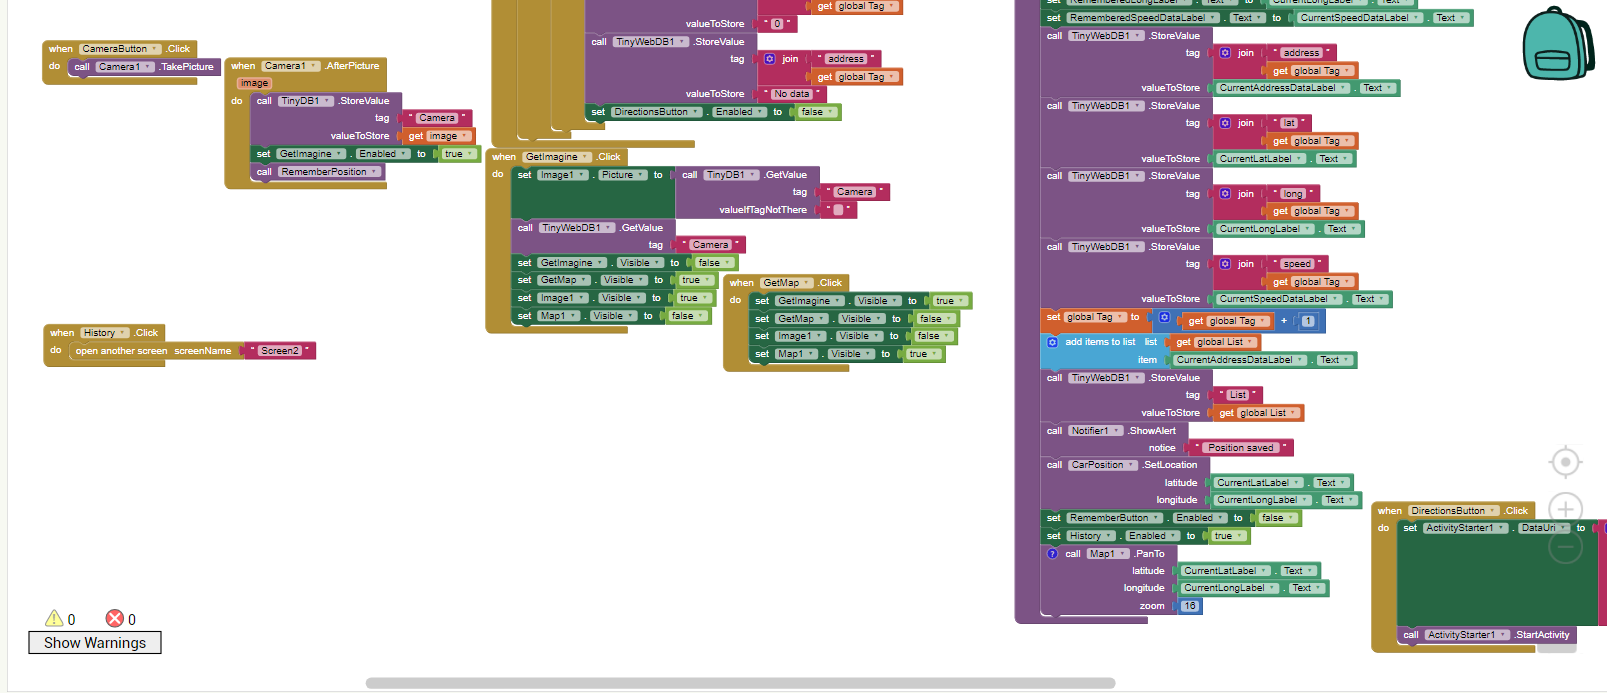 when CameraButton .Click
do call Camera1 .TakePicture
when Camera1 .AfterPicture
image
do call TinyDB1 .StoreValue
tag " Camera "
valueToStore get image
set GetImagine . Enabled to true
call RememberPosition
when History .Click
do open another screen screenName " Screen2 "
get global Tag
valueToStore " 0 "
call TinyWebDB1 .StoreValue
tag join " address "
get global Tag
valueToStore " No data "
set DirectionsButton . Enabled to false
when GetImagine .Click
do set Image1 . Picture to call TinyDB1 .GetValue
tag " Camera "
valueIfTagNotThere " "
call TinyWebDB1 .GetValue
tag " Camera "
set GetImagine . Visible to false
set GetMap . Visible to true
set Image1 . Visible to true
set Map1 . Visible to false
when GetMap .Click
do set GetImagine . Visible to true
set GetMap . Visible to false
set Image1 . Visible to false
set Map1 . Visible to true
set RememberedLongLabel . Text to CurrentLongLabel . Text
set RememberedSpeedDataLabel . Text to CurrentSpeedDataLabel . Text
call TinyWebDB1 .StoreValue
tag join " address "
get global Tag
valueToStore CurrentAddressDataLabel . Text
call TinyWebDB1 .StoreValue
tag join " lat "
get global Tag
valueToStore CurrentLatLabel . Text
call TinyWebDB1 .StoreValue
tag join " long "
get global Tag
valueToStore CurrentLongLabel . Text
call TinyWebDB1 .StoreValue
tag join " speed "
get global Tag
valueToStore CurrentSpeedDataLabel . Text
set global Tag to get global Tag + 1
add items to list list get global List
item CurrentAddressDataLabel . Text
call TinyWebDB1 .StoreValue
tag " List "
valueToStore get global List
call Notifier1 .ShowAlert
notice " Position saved "
call CarPosition .SetLocation
latitude CurrentLatLabel . Text
longitude CurrentLongLabel . Text
set RememberButton . Enabled to false
set History . Enabled to true
? call Map1 .PanTo
latitude CurrentLatLabel . Text
longitude CurrentLongLabel . Text
zoom 16
when DirectionsButton .Click
do set ActivityStarter1 . DataUri to
call ActivityStarter1 .StartActivity
0 0
Show Warnings